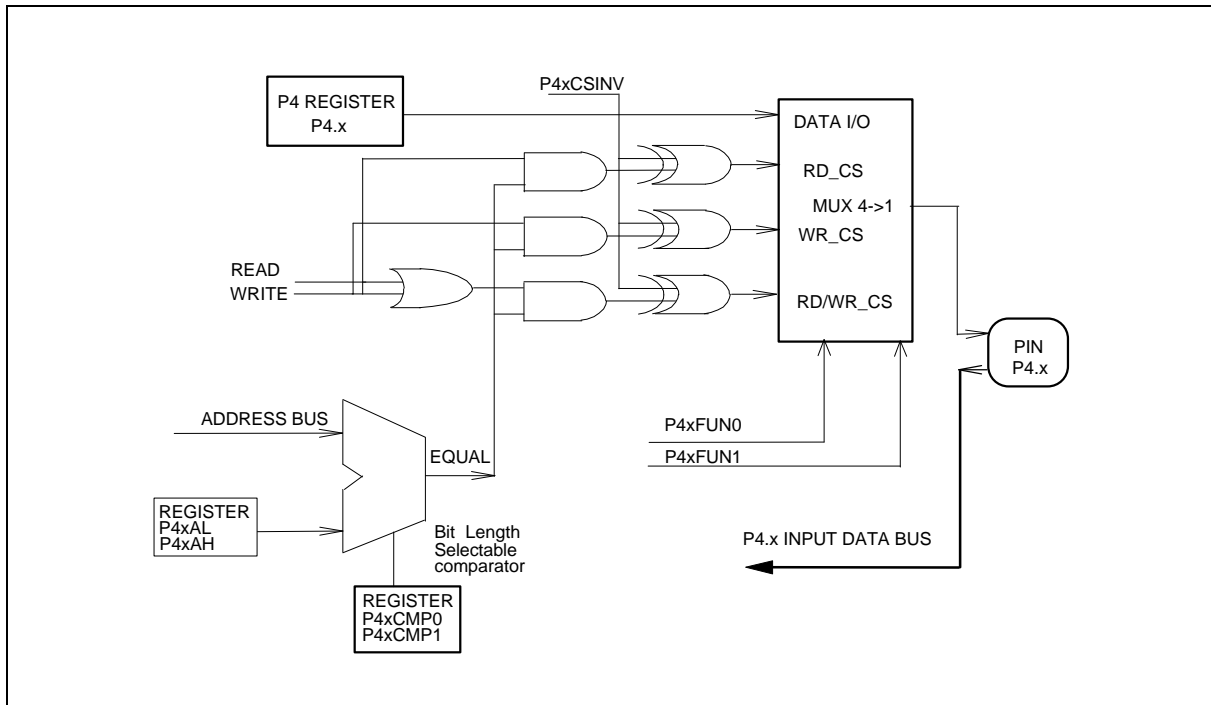 P4xCSINV
P4 REGISTER
P4.x
DATA I/O
RD_CS
MUX 4->1
WR_CS
READ
WRITE
RD/WR_CS
PIN
P4.x
ADDRESS BUS
P4xFUN0
EQUAL
P4xFUN1
REGISTER
P4xAL
P4xAH
Bit Length
Selectable
comparator
P4.x INPUT DATA BUS
REGISTER
P4xCMP0
P4xCMP1